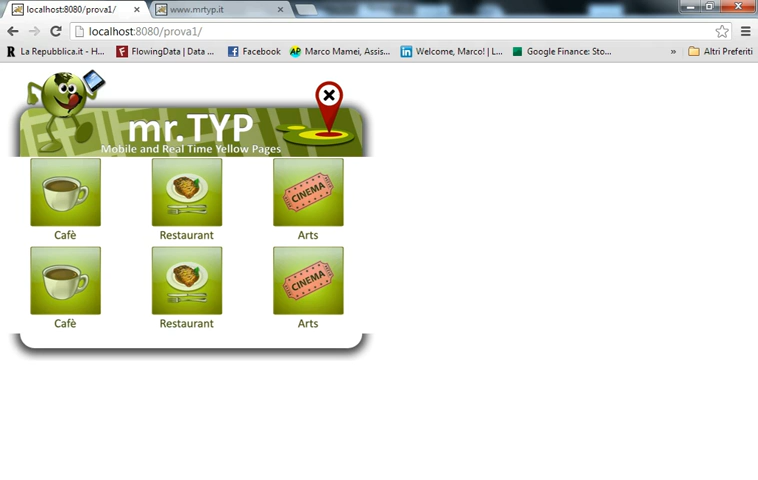 localhost:8080/prova1/
www.mrtyp.it
localhost:8080/prova1/
R La Repubblica.it - H...
F FlowingData | Data ...
f Facebook
AP Marco Mamei, Assis...
in Welcome, Marco! | L...
Google Finance: Sto...
»
Altri Preferiti
mr.TYP
Mobile and Real Time Yellow Pages
CINEMA
Cafè Restaurant Arts
CINEMA
Cafè Restaurant Arts